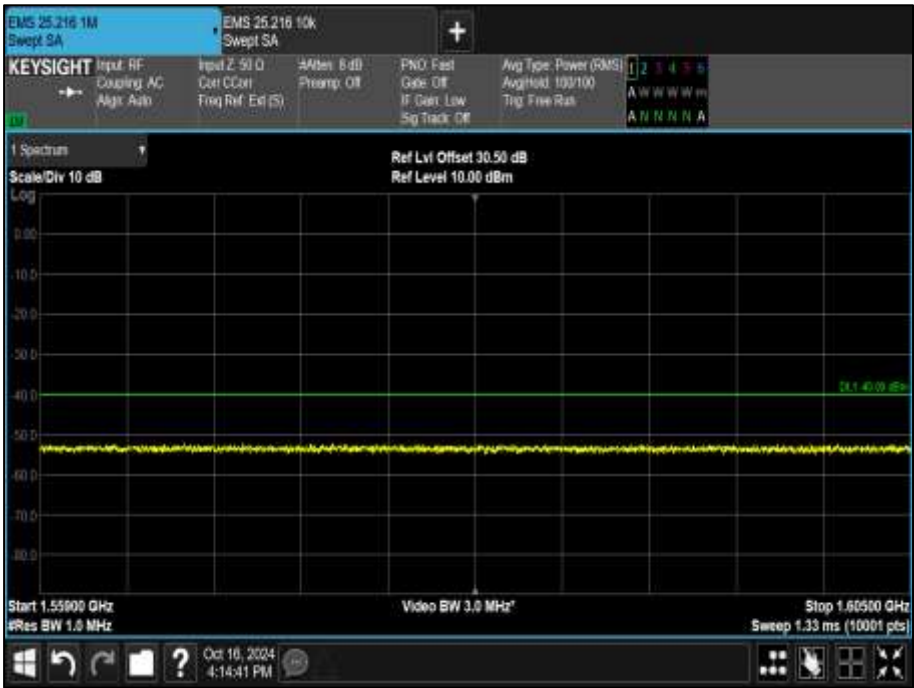 EMS 25.216 1M
Swept SA
EMS 25.216 10k
Swept SA
+
KEYSIGHT
Input: RF
Coupling: AC
Align: Auto
Input Z: 50 Ω
Corr CCorr
Freq Ref: Ext (S)
#Atten: 8 dB
Preamp: Off
PNO: Fast
Gate: Off
IF Gain: Low
Sig Track: Off
Avg Type: Power (RMS)
Avg|Hold: 100/100
Trig: Free Run
1 2 3 4 5 6
A W W W W
A N N N N A
1 Spectrum
Scale/Div 10 dB
Ref Lvl Offset 30.50 dB
Ref Level 10.00 dBm
Log
0.00
-10.0
-20.0
-30.0
-40.0
-50.0
-60.0
-70.0
-80.0
Start 1.55900 GHz
#Res BW 1.0 MHz
Video BW 3.0 MHz*
Stop 1.60500 GHz
Sweep 1.33 ms (10001 pts)
?
Oct 16, 2024
4:14:41 PM